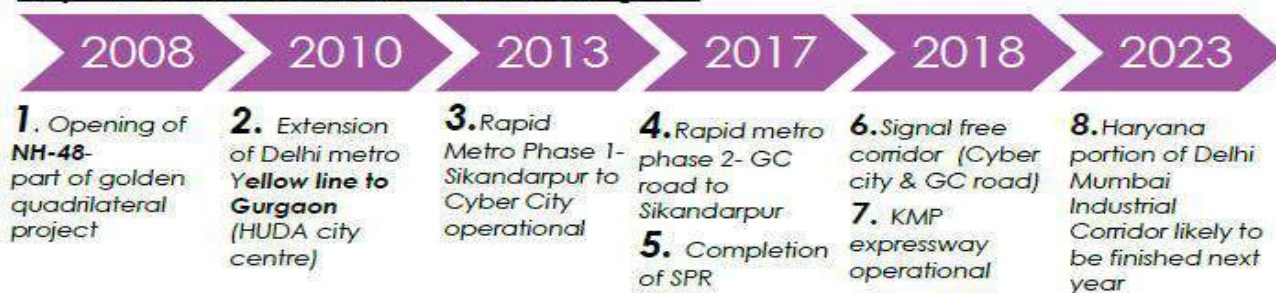 2008
2010
2013
2017
2018
2023
1. Opening of
NH-48-
part of golden
quadrilateral
project
2. Extension
of Delhi metro
Yellow line to
Gurgaon
(HUDA city
centre)
3.Rapid
Metro Phase 1-
Sikandarpur to
Cyber City
operational
4.Rapid metro
phase 2- GC
road to
Sikandarpur
5. Completion
of SPR
6.Signal free
corridor (Cyber
city & GC road)
7. KMP
expressway
operational
8.Haryana
portion of Delhi
Mumbai
Industrial
Corridor likely to
be finished next
year